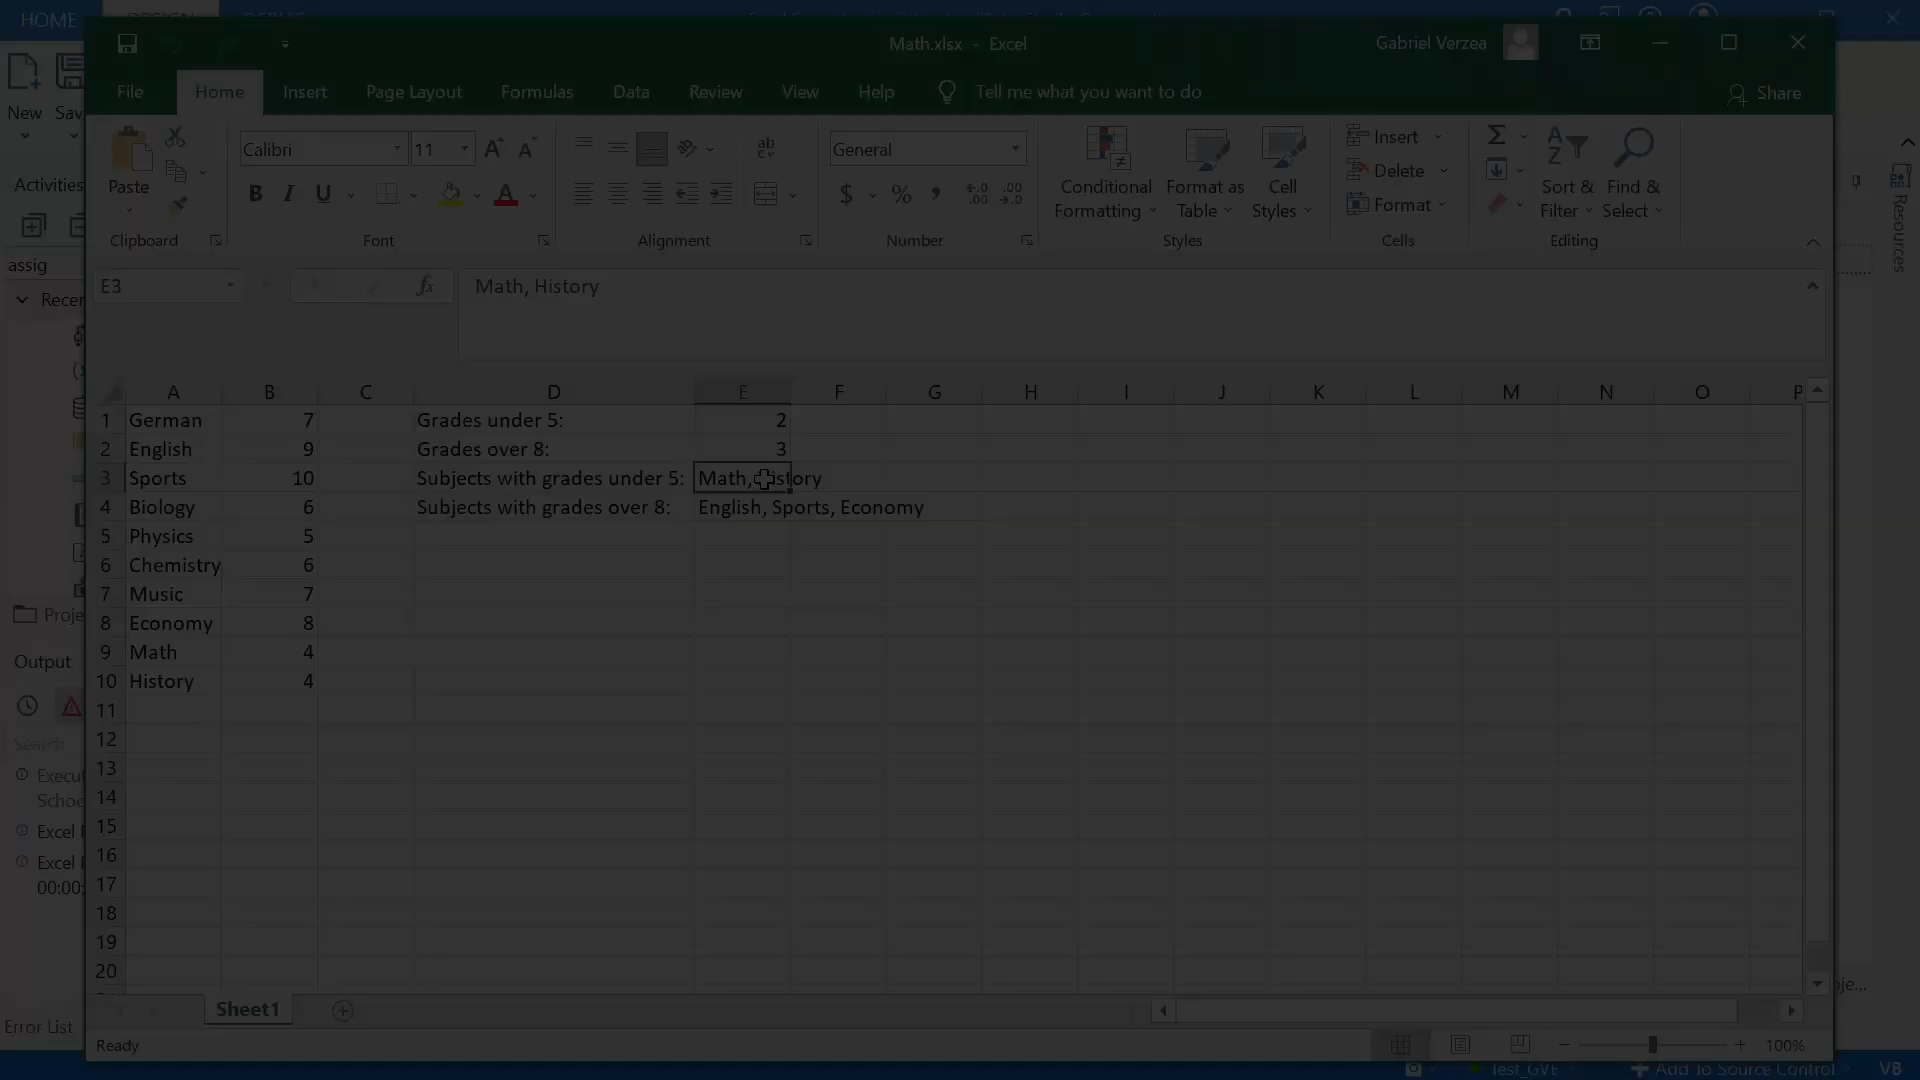 HOME
Math.xlsx - Excel
Gabriel Verzea
File Home Insert Page Layout Formulas Data Review View Help Tell me what you want to do Share
New Sav
Calibri 11 General
Paste
Conditional Formatting
Format as Table
Cell Styles
Insert
Delete
Format
Sort & Filter
Find & Select
Clipboard Font Alignment Number Styles Cells Editing
Activities
Resources
assig
Recen
E3 fx Math, History
A B C D E F G H I J K L M N O P
1 German 7 Grades under 5: 2
2 English 9 Grades over 8: 3
3 Sports 10 Subjects with grades under 5: Math, History
4 Biology 6 Subjects with grades over 8: English, Sports, Economy
5 Physics 5
6 Chemistry 6
7 Music 7
8 Economy 8
9 Math 4
10 History 4
11
12
13
14
15
16
17
18
19
20
Proje
Output
Search
Execu
Schoo
Excel
Excel
00:00:
Error List
Sheet1
Ready
100%
oje...
Test_GVE
Add To Source Control
VB